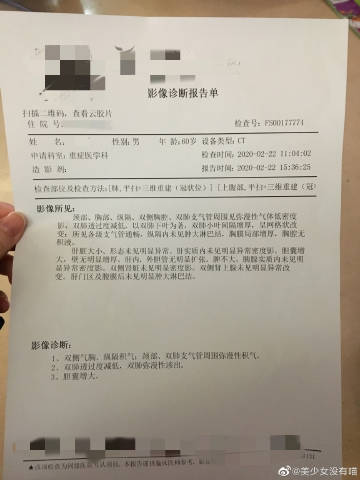 影像诊断报告单
扫描二维码，查看云胶片
住 院 号
检查号：FS00177774
姓 名：
性别：男 年 龄：60岁 设备类型：CT
申请科室：重症医学科
检查时间：2020-02-22 11:04:02
造 影 剂：
报告时间：2020-02-22 15:36:25
检查部位及检查方法：[肺,平扫+三维重建（冠状位）][上腹部,平扫+三维重建（冠
影像所见：
颈部、胸部、纵隔、双侧胸腔、双肺支气管周围见弥漫性气体低密度
影，双肺透过度减低，双肺下叶为著，双肺小叶间隔增厚，呈网格状改
变；所见各级支气管通畅，纵隔内未见肿大淋巴结，胸膜局部增厚，胸腔无
积液。
肝脏大小、形态未见明显异常，肝实质内未见明显异常密度影。胆囊增
大，壁无明显增厚，肝内、外胆管无明显扩张。脾不大。胰腺实质内未见明
显异常密度影。双侧肾脏未见明显密度影。双侧肾上腺未见明显异常改
变。肝门区及腹膜后未见明显肿大淋巴结。
影像诊断：
1、双侧气胸、纵隔积气；颈部、双肺支气管周围弥漫性积气。
2、双肺透过度减低，双肺弥漫性渗出。
3、胆囊增大。
@美少女没有喵